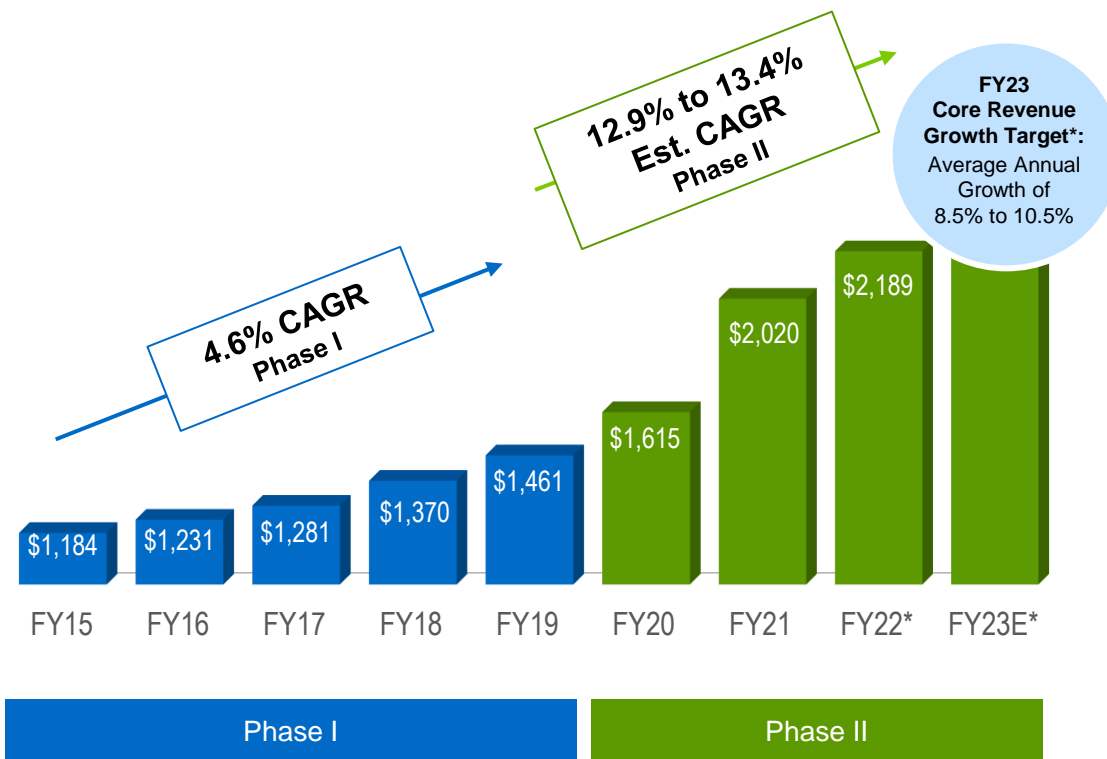 12.9% to 13.4%
Est. CAGR
Phase II
FY23
Core Revenue
Growth Target*:
Average Annual
Growth of
8.5% to 10.5%
4.6% CAGR
Phase I
$1,184
$1,231
$1,281
$1,370
$1,461
$1,615
$2,020
$2,189
FY15
FY16
FY17
FY18
FY19
FY20
FY21
FY22*
FY23E*
Phase I
Phase II